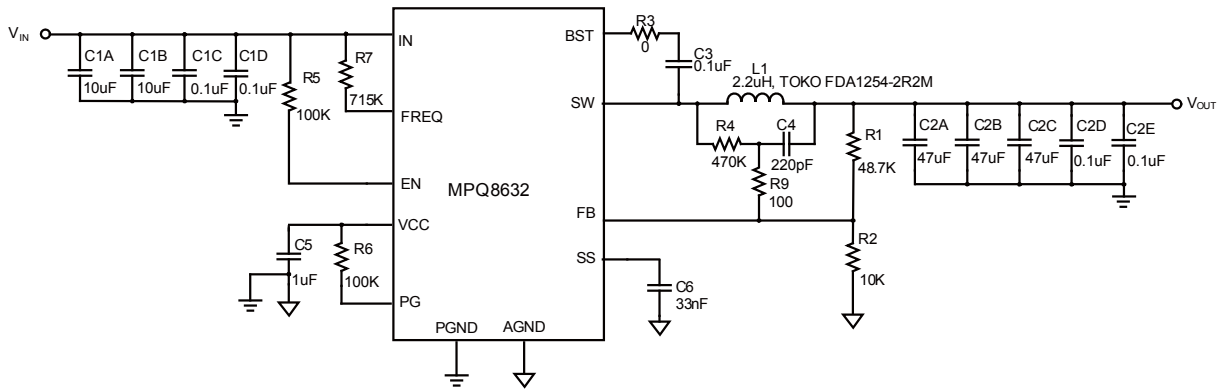 VIN
C1A
10uF
C1B
10uF
C1C
0.1uF
C1D
0.1uF
R5
100K
R7
715K
IN
FREQ
EN
VCC
PG
C5
1uF
R6
100K
MPQ8632
PGND
AGND
BST
SW
FB
SS
R3
0
C3
0.1uF
L1
2.2uH, TOKO FDA1254-2R2M
R4
470K
C4
220pF
R9
100
R1
48.7K
R2
10K
C6
33nF
C2A
47uF
C2B
47uF
C2C
47uF
C2D
0.1uF
C2E
0.1uF
VOUT